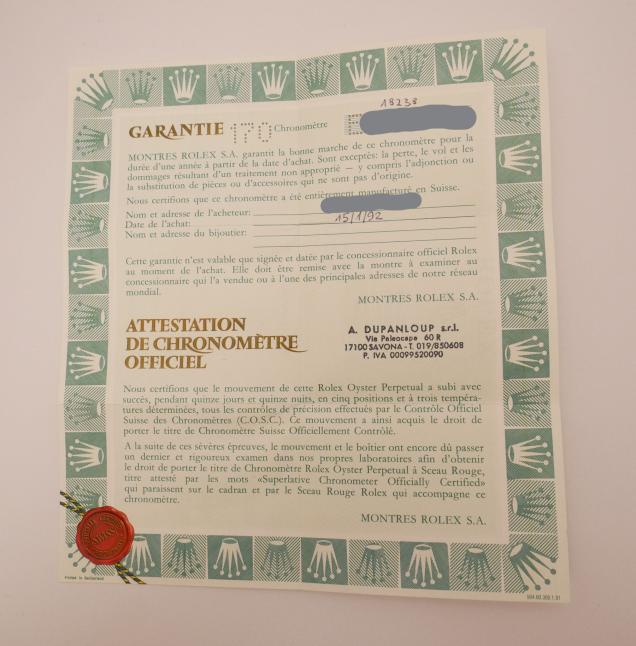 18238
GARANTIE 170 Chronomètre E
MONTRES ROLEX S.A. garantit la bonne marche de ce chronomètre pour la
durée d'une année à partir de la date d'achat. Sont exceptés: la perte, le vol et les
dommages résultant d'un traitement non approprié — y compris l'adjonction ou
la substitution de pièces ou d'accessoires qui ne sont pas d'origine.
Nous certifions que ce chronomètre a été entièrement manufacturé en Suisse.
Nom et adresse de l'acheteur:
Date de l'achat: 15/1/92
Nom et adresse du bijoutier:
Cette garantie n'est valable que signée et datée par le concessionnaire officiel Rolex
au moment de l'achat. Elle doit être remise avec la montre à examiner au
concessionnaire qui l'a vendue ou à l'une des principales adresses de notre réseau
mondial.
MONTRES ROLEX S.A.
ATTESTATION
DE CHRONOMÈTRE
OFFICIEL
A. DUPANLOUP s.r.l.
Via Paleocapa 60 R
17100 SAVONA - T. 019/850608
P. IVA 00099520090
Nous certifions que le mouvement de cette Rolex Oyster Perpetual a subi avec
succès, pendant quinze jours et quinze nuits, en cinq positions et à trois tempéra-
tures déterminées, tous les contrôles de précision effectués par le Contrôle Officiel
Suisse des Chronomètres (C.O.S.C.). Ce mouvement a ainsi acquis le droit de
porter le titre de Chronomètre Suisse Officiellement Contrôlé.
A la suite de ces sévères épreuves, le mouvement et le boîtier ont encore dû passer
un dernier et rigoureux examen dans nos propres laboratoires afin d'obtenir
le droit de porter le titre de Chronomètre Rolex Oyster Perpetual à Sceau Rouge,
titre attesté par les mots «Superlative Chronometer Officially Certified»
qui paraissent sur le cadran et par le Sceau Rouge Rolex qui accompagne ce
chronomètre.
MONTRES ROLEX S.A.
Printed in Switzerland